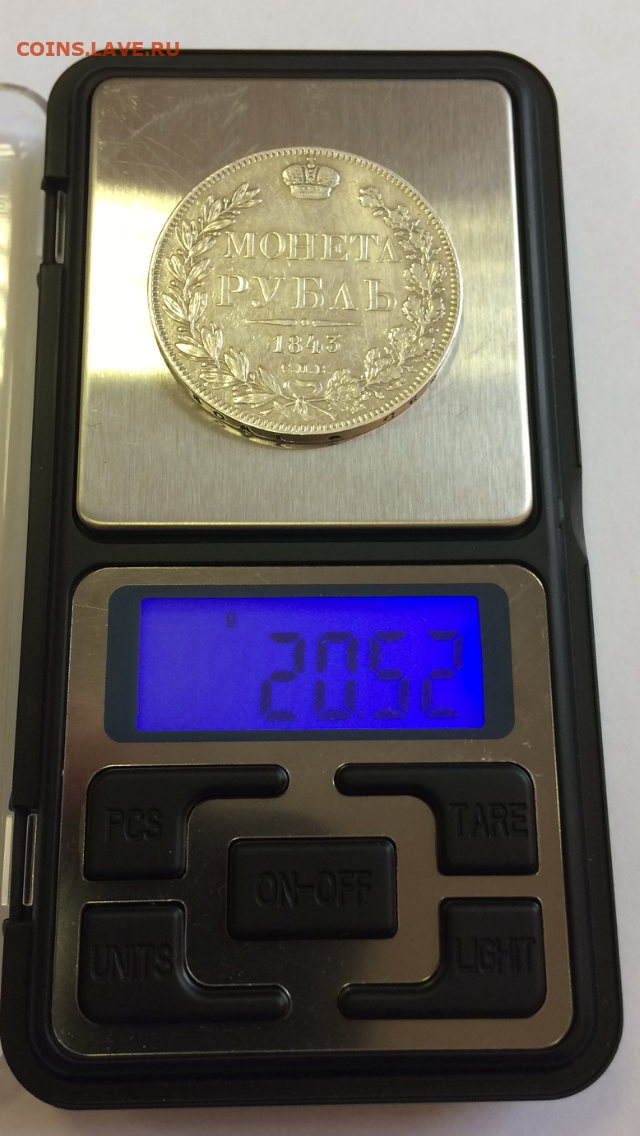 COINS.LAVE.RU
МОНЕТА
РУБЛЬ
1843
С.П.Б.
g
20.52
PCS
TARE
ON-OFF
UNITS
LIGHT